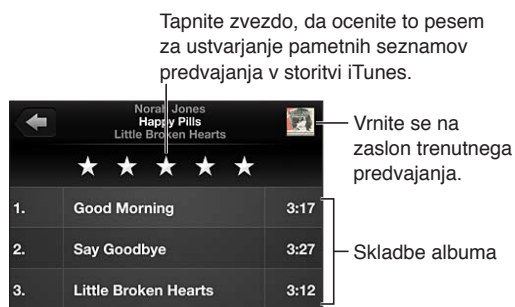 Tapnite zvezdo, da ocenite to pesem
za ustvarjanje pametnih seznamov
predvajanja v storitvi iTunes.
Norah Jones
Happy Pills
Little Broken Hearts
Vrnite se na
zaslon trenutnega
predvajanja.
1. Good Morning 3:17
2. Say Goodbye 3:27
3. Little Broken Hearts 3:12
Skladbe albuma